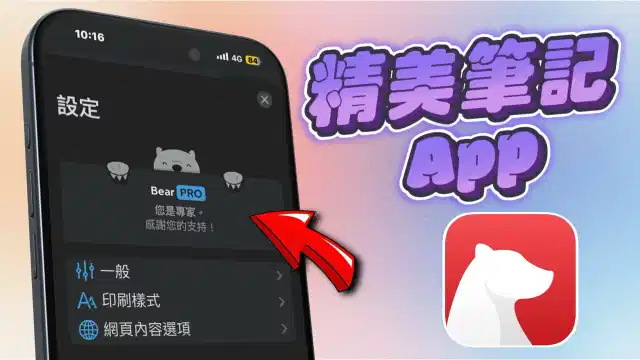 10:16
4G 84
設定
Bear PRO
您是專家。
感謝您的支持！
一般
印刷樣式
網頁內容選項
精美筆記
App